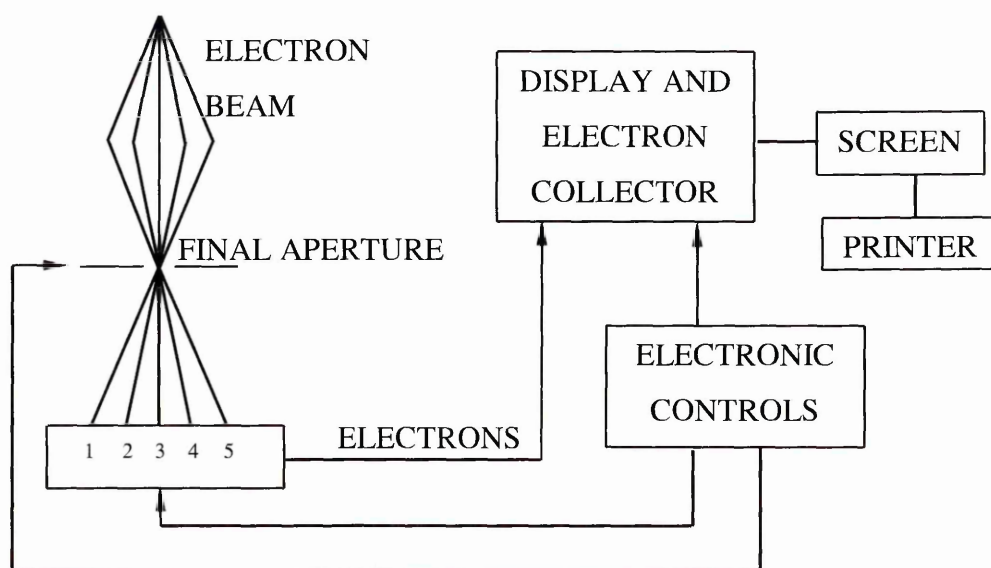 ELECTRON
BEAM
DISPLAY AND
ELECTRON
COLLECTOR
SCREEN
PRINTER
FINAL APERTURE
ELECTRONIC
CONTROLS
1 2 3 4 5
ELECTRONS